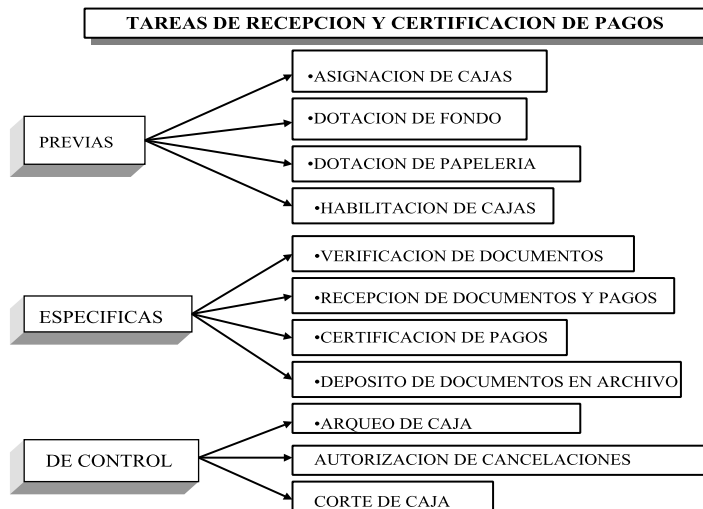 TAREAS DE RECEPCION Y CERTIFICACION DE PAGOS
PREVIAS
•ASIGNACION DE CAJAS
•DOTACION DE FONDO
•DOTACION DE PAPELERIA
•HABILITACION DE CAJAS
ESPECIFICAS
•VERIFICACION DE DOCUMENTOS
•RECEPCION DE DOCUMENTOS Y PAGOS
•CERTIFICACION DE PAGOS
•DEPOSITO DE DOCUMENTOS EN ARCHIVO
DE CONTROL
•ARQUEO DE CAJA
AUTORIZACION DE CANCELACIONES
CORTE DE CAJA